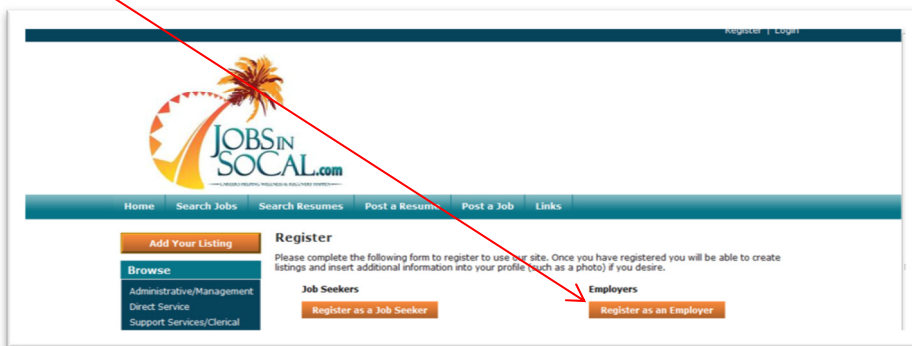 Register | Login
JOBS IN
SOCAL.com
Home Search Jobs Search Resumes Post a Resume Post a Job Links
Add Your Listing
Browse
Administrative/Management
Direct Service
Support Services/Clerical
Register
Please complete the following form to register to use our site. Once you have registered you will be able to create
listings and insert additional information into your profile (such as a photo) if you desire.
Job Seekers
Register as a Job Seeker
Employers
Register as an Employer